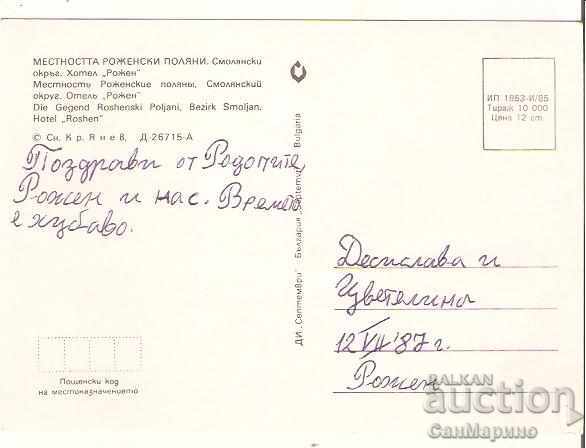 МЕСТНОСТТА РОЖЕНСКИ ПОЛЯНИ. Смолянски
окръг. Хотел „Рожен"
Местность Роженские поляны, Смолянский
округ. Отель „Рожен"
Die Gegend Roshenski Poljani, Bezirk Smoljan.
Hotel „Roshen"
© Сн. Кр. Янев, Д-26715-А
Поздрави от Родопите,
Рожен и нас. Времето
е хубаво.
Пощенски код
на местоназначението
ДИ „Септември" - България „Septemvri" - Bulgaria
ИП 1953-И/85
Тираж 10 000
Цена 12 ст.
Десислава и
Цветелина
12 VII '87 г.
Рожен
BALKAN
auction
СанМарино